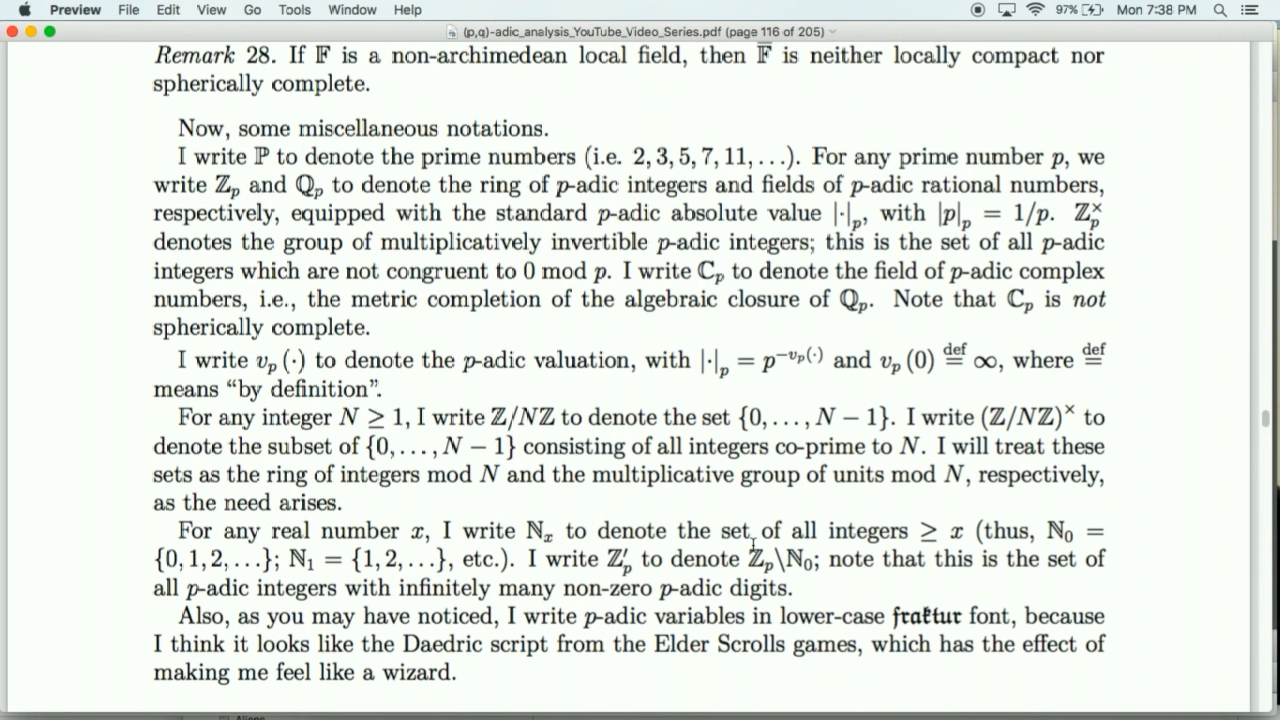 Preview File Edit View Go Tools Window Help 97% Mon 7:38 PM
(p,q)-adic_analysis_YouTube_Video_Series.pdf (page 116 of 205)
Remark 28. If 𝔽 is a non-archimedean local field, then 𝔽̅ is neither locally compact nor
spherically complete.
Now, some miscellaneous notations.
I write ℙ to denote the prime numbers (i.e. 2, 3, 5, 7, 11, . . .). For any prime number p, we
write ℤ_p and ℚ_p to denote the ring of p-adic integers and fields of p-adic rational numbers,
respectively, equipped with the standard p-adic absolute value |·|_p, with |p|_p = 1/p. ℤ_p^×
denotes the group of multiplicatively invertible p-adic integers; this is the set of all p-adic
integers which are not congruent to 0 mod p. I write ℂ_p to denote the field of p-adic complex
numbers, i.e., the metric completion of the algebraic closure of ℚ_p. Note that ℂ_p is not
spherically complete.
I write v_p (·) to denote the p-adic valuation, with |·|_p = p^{−v_p(·)} and v_p (0) ≝ ∞, where ≝
means “by definition”.
For any integer N ≥ 1, I write ℤ/Nℤ to denote the set {0, . . . , N − 1}. I write (ℤ/Nℤ)^× to
denote the subset of {0, . . . , N − 1} consisting of all integers co-prime to N. I will treat these
sets as the ring of integers mod N and the multiplicative group of units mod N, respectively,
as the need arises.
For any real number x, I write ℕ_x to denote the set of all integers ≥ x (thus, ℕ_0 =
{0, 1, 2, . . .}; ℕ_1 = {1, 2, . . .}, etc.). I write ℤ′_p to denote ℤ_p\ℕ_0; note that this is the set of
all p-adic integers with infinitely many non-zero p-adic digits.
Also, as you may have noticed, I write p-adic variables in lower-case 𝖋𝖗𝖆𝖐𝖙𝖚𝖗 font, because
I think it looks like the Daedric script from the Elder Scrolls games, which has the effect of
making me feel like a wizard.